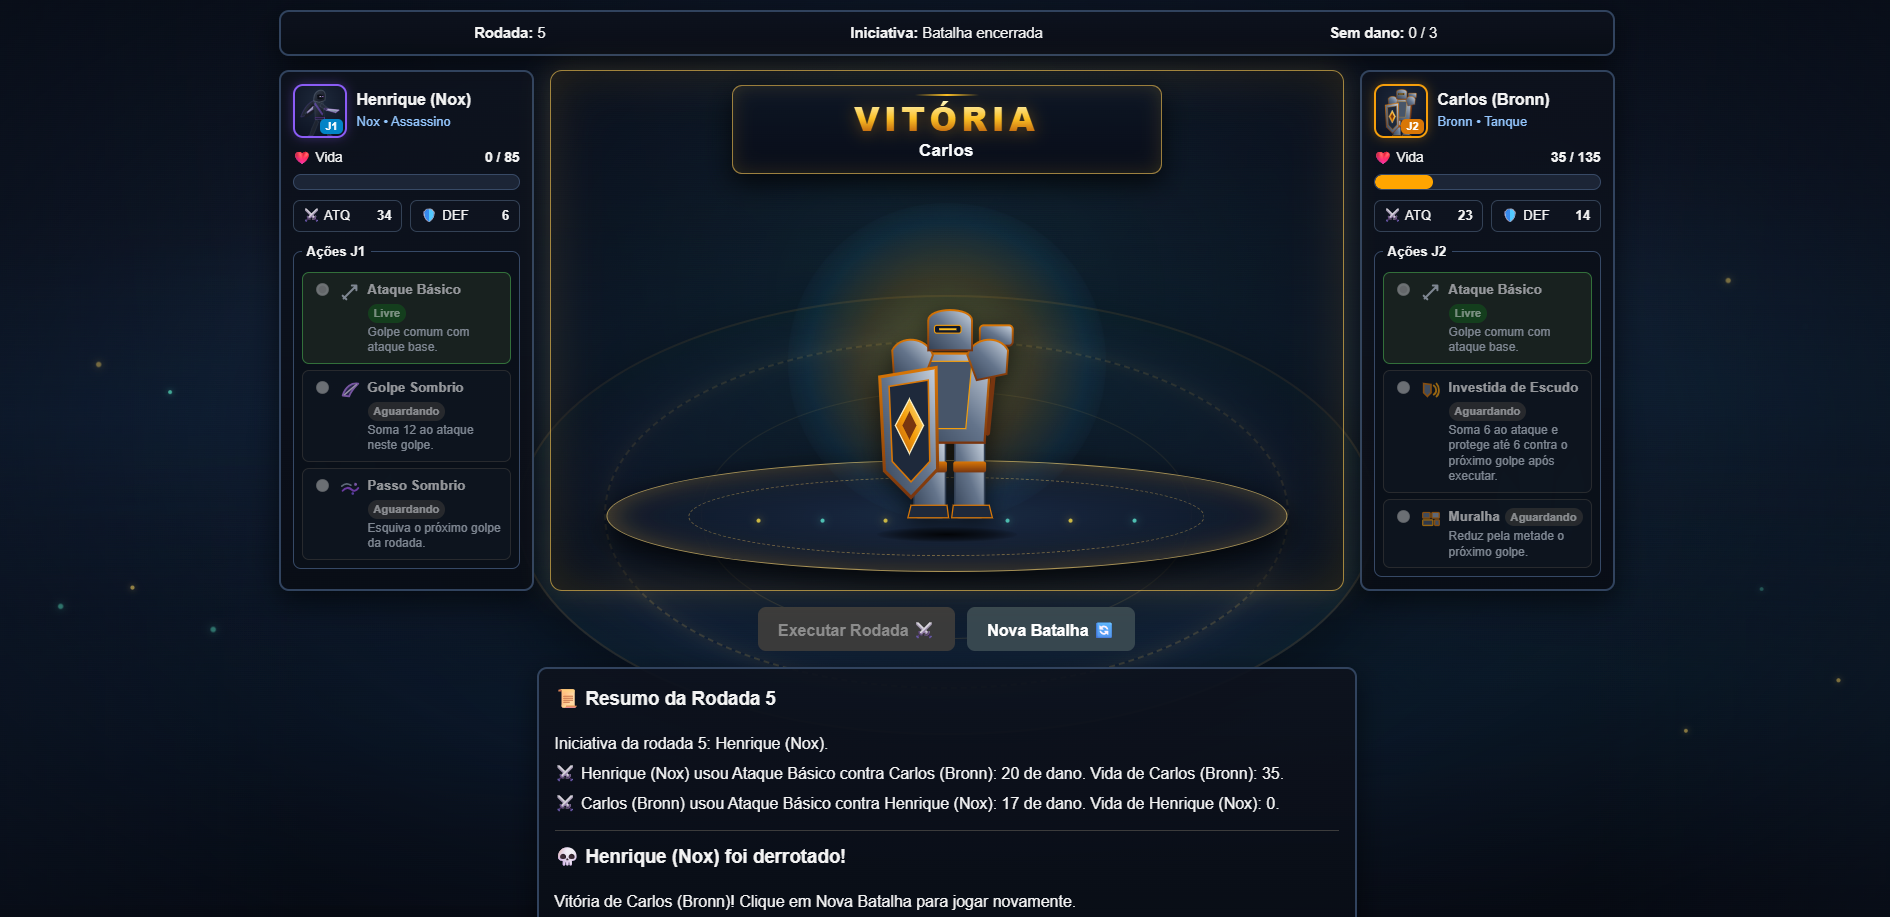 Rodada: 5
Iniciativa: Batalha encerrada
Sem dano: 0 / 3
J1
Henrique (Nox)
Nox • Assassino
Vida
0 / 85
ATQ 34
DEF 6
Ações J1
Ataque Básico
Livre
Golpe comum com
ataque base.
Golpe Sombrio
Aguardando
Soma 12 ao ataque
neste golpe.
Passo Sombrio
Aguardando
Esquiva o próximo golpe
da rodada.
VITÓRIA
Carlos
J2
Carlos (Bronn)
Bronn • Tanque
Vida
35 / 135
ATQ 23
DEF 14
Ações J2
Ataque Básico
Livre
Golpe comum com
ataque base.
Investida de Escudo
Aguardando
Soma 6 ao ataque e
protege até 6 contra o
próximo golpe após
executar.
Muralha Aguardando
Reduz pela metade o
próximo golpe.
Executar Rodada
Nova Batalha
Resumo da Rodada 5
Iniciativa da rodada 5: Henrique (Nox).
Henrique (Nox) usou Ataque Básico contra Carlos (Bronn): 20 de dano. Vida de Carlos (Bronn): 35.
Carlos (Bronn) usou Ataque Básico contra Henrique (Nox): 17 de dano. Vida de Henrique (Nox): 0.
Henrique (Nox) foi derrotado!
Vitória de Carlos (Bronn)! Clique em Nova Batalha para jogar novamente.